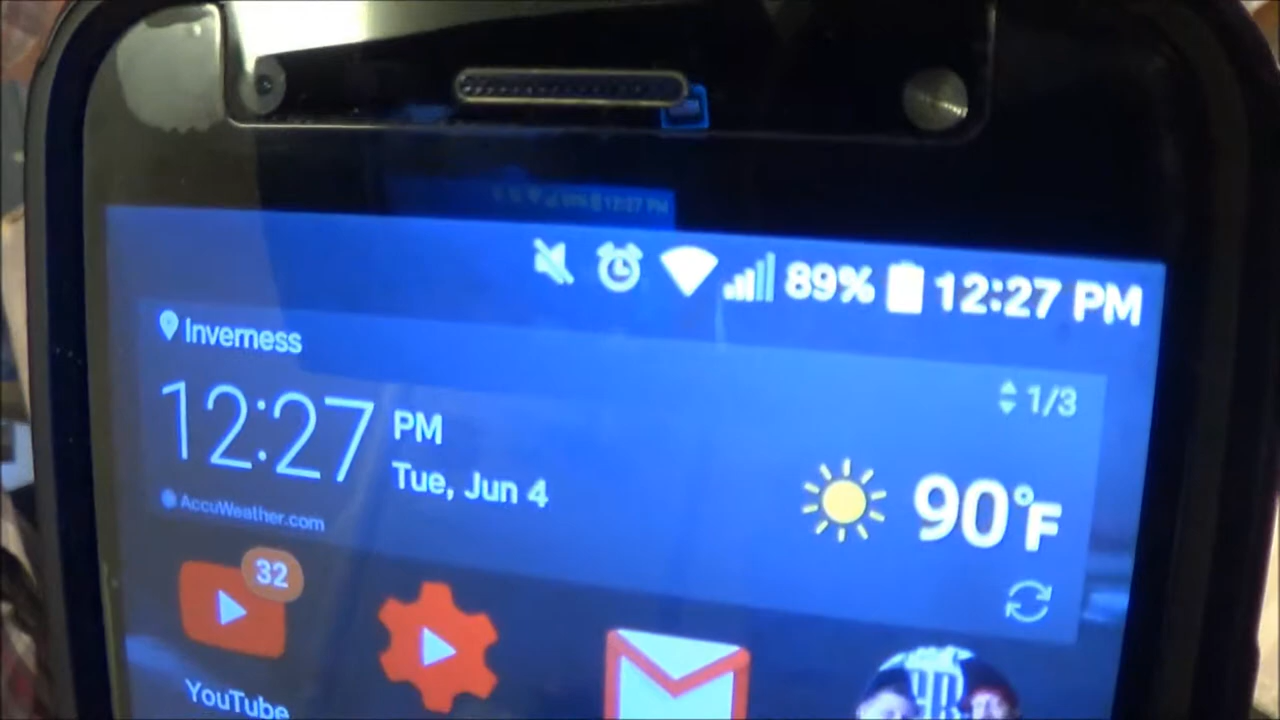 89% 12:27 PM
Inverness
1/3
12:27 PM
Tue, Jun 4
90°F
AccuWeather.com
32
YouTube